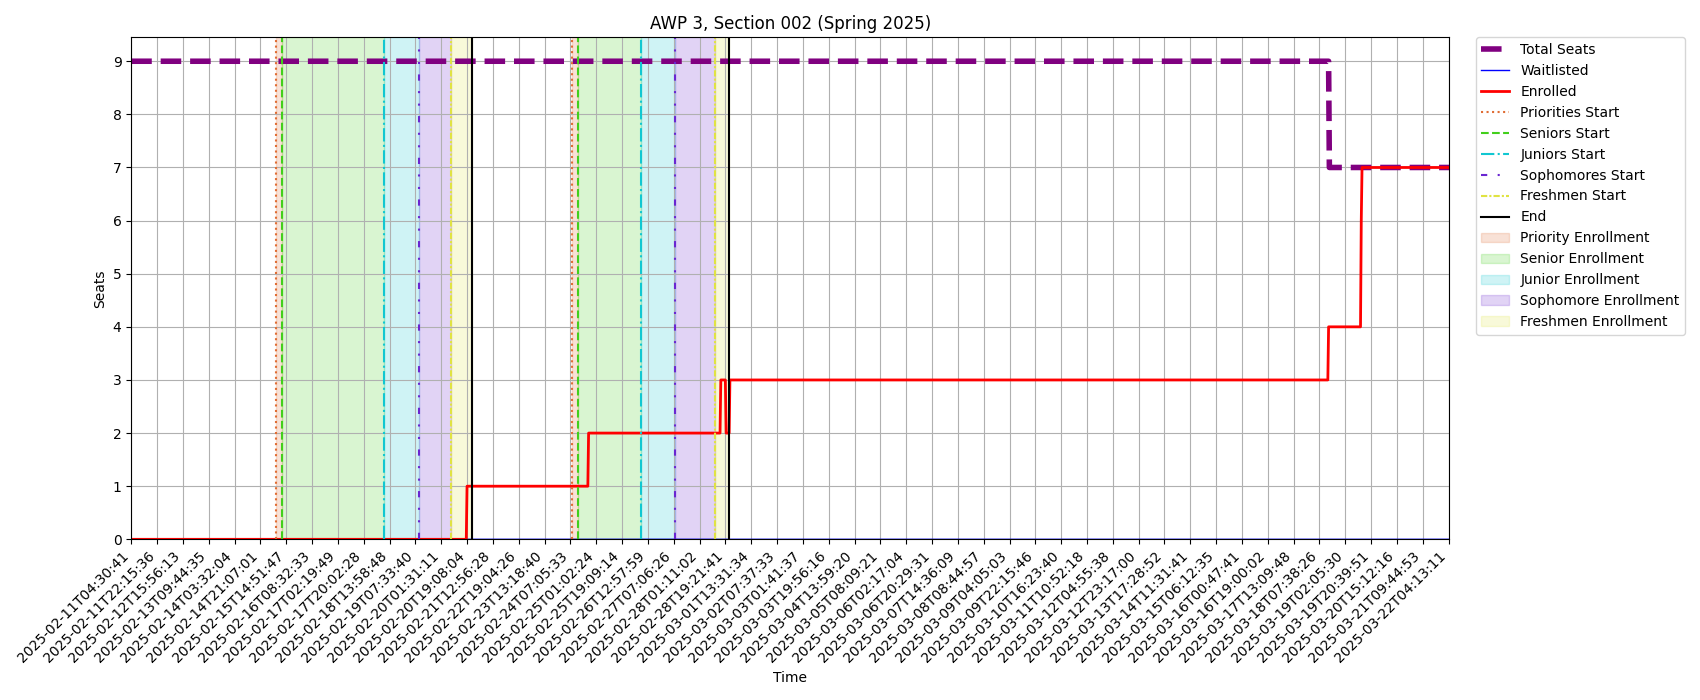 AWP 3, Section 002 (Spring 2025)
Seats
9
8
7
6
5
4
3
2
1
0
2025-02-11T04:30:41
2025-02-11T22:15:36
2025-02-12T15:56:13
2025-02-13T09:44:35
2025-02-14T03:32:04
2025-02-14T21:07:01
2025-02-15T14:51:47
2025-02-16T08:32:33
2025-02-17T02:19:49
2025-02-17T20:02:28
2025-02-18T13:58:48
2025-02-19T07:33:40
2025-02-20T01:31:11
2025-02-20T19:08:04
2025-02-21T12:56:28
2025-02-22T19:04:26
2025-02-23T13:18:40
2025-02-24T07:05:33
2025-02-25T01:02:24
2025-02-25T19:09:14
2025-02-26T12:57:59
2025-02-27T07:06:26
2025-02-28T01:11:02
2025-02-28T19:21:41
2025-03-01T13:31:34
2025-03-02T07:37:33
2025-03-03T01:41:37
2025-03-03T19:56:16
2025-03-04T13:59:20
2025-03-05T08:09:21
2025-03-06T02:17:04
2025-03-06T20:29:31
2025-03-07T14:36:09
2025-03-08T08:44:57
2025-03-09T04:05:03
2025-03-09T22:15:46
2025-03-10T16:23:40
2025-03-11T10:52:18
2025-03-12T04:55:38
2025-03-12T23:17:00
2025-03-13T17:28:52
2025-03-14T11:31:41
2025-03-15T06:12:35
2025-03-16T00:47:41
2025-03-16T19:00:02
2025-03-17T13:09:48
2025-03-18T07:38:26
2025-03-19T02:05:30
2025-03-19T20:39:51
2025-03-20T15:12:16
2025-03-21T09:44:53
2025-03-22T04:13:11
Time
Total Seats
Waitlisted
Enrolled
Priorities Start
Seniors Start
Juniors Start
Sophomores Start
Freshmen Start
End
Priority Enrollment
Senior Enrollment
Junior Enrollment
Sophomore Enrollment
Freshmen Enrollment